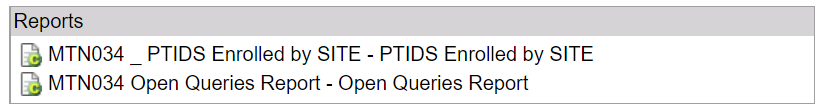 Reports
MTN034 _ PTIDS Enrolled by SITE - PTIDS Enrolled by SITE
MTN034 Open Queries Report - Open Queries Report